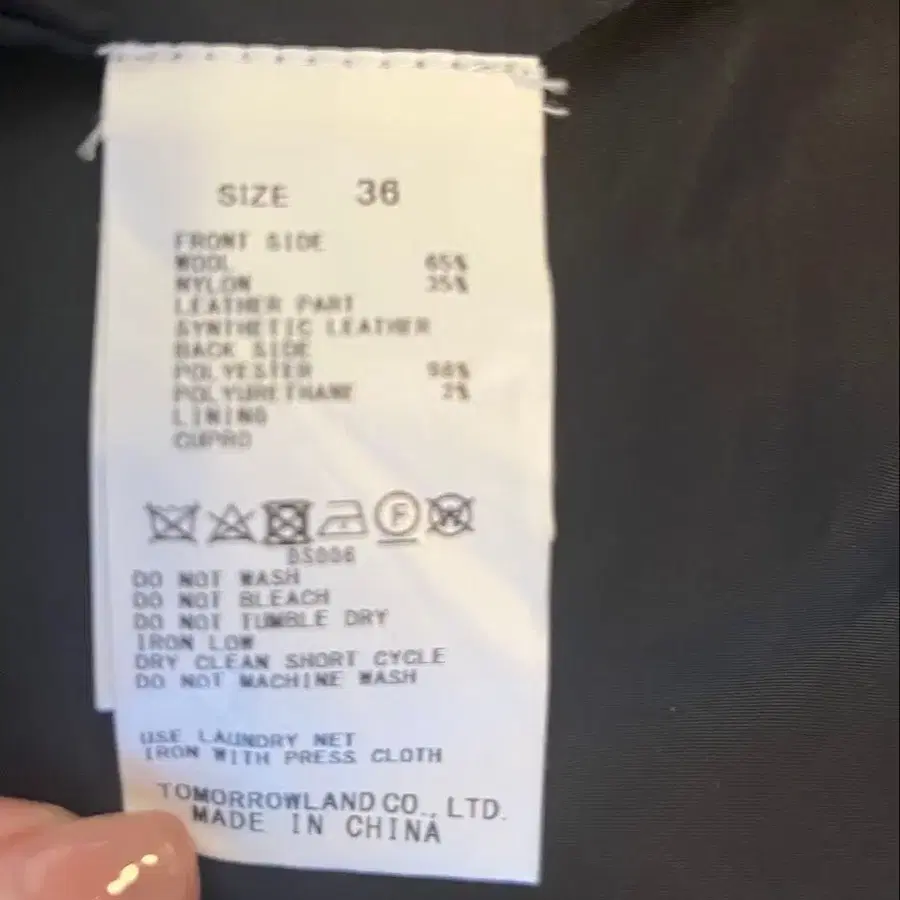 SIZE 36
FRONT SIDE
WOOL 65%
NYLON 35%
LEATHER PART
SYNTHETIC LEATHER
BACK SIDE
POLYESTER 98%
POLYURETHANE 2%
LINING
CUPRO
F
W
DS006
DO NOT WASH
DO NOT BLEACH
DO NOT TUMBLE DRY
IRON LOW
DRY CLEAN SHORT CYCLE
DO NOT MACHINE WASH
USE LAUNDRY NET
IRON WITH PRESS CLOTH
TOMORROWLAND CO., LTD.
MADE IN CHINA